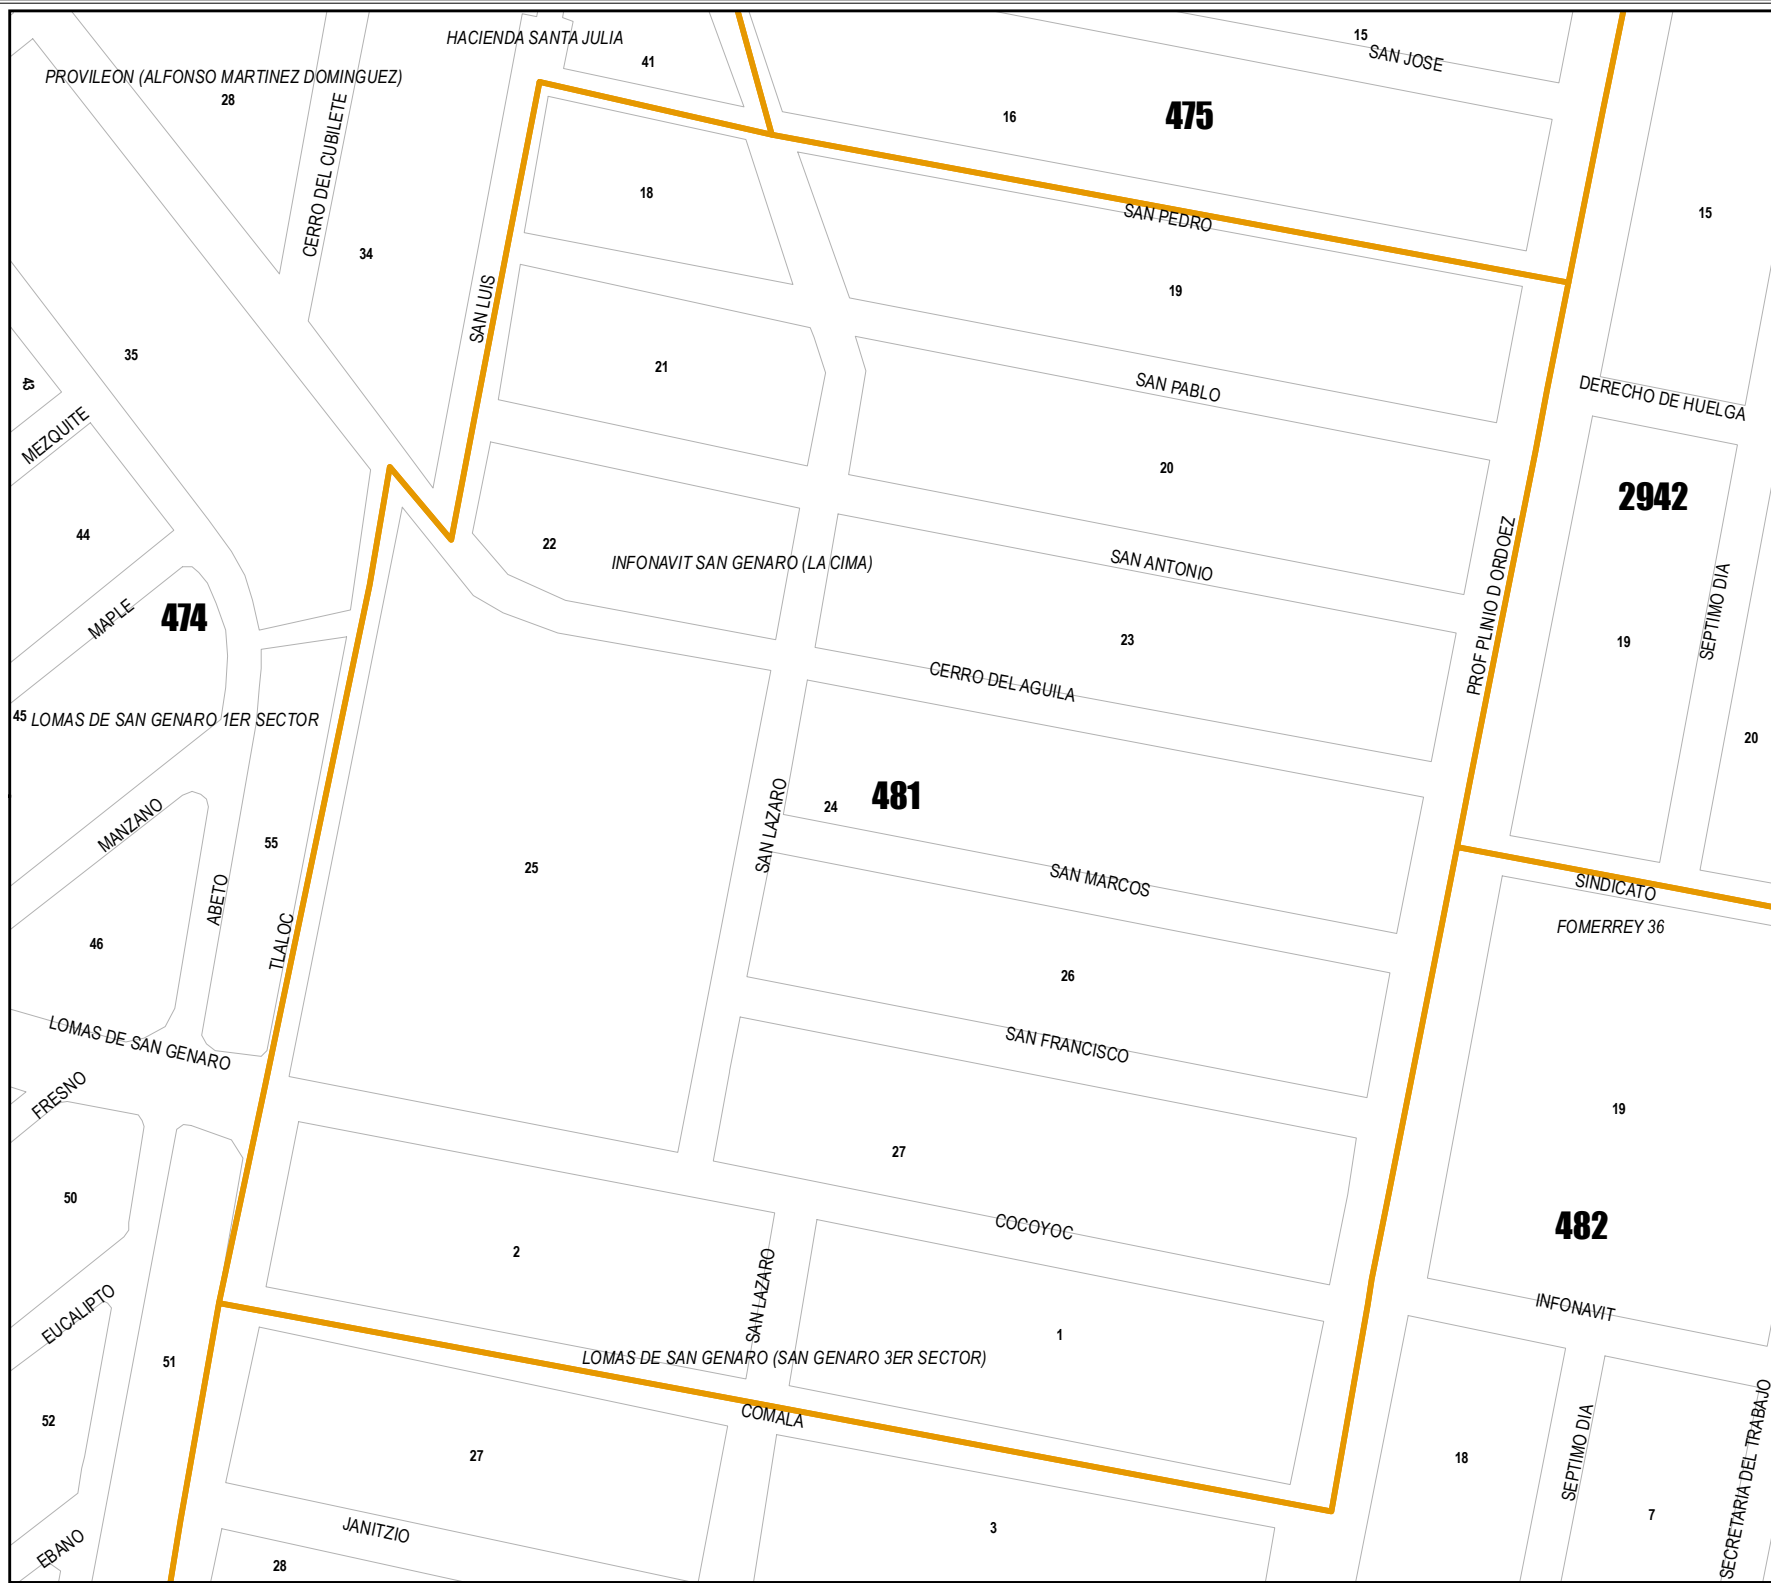 15
SAN JOSE
HACIENDA SANTA JULIA
41
PROVILEON (ALFONSO MARTINEZ DOMINGUEZ)
28
CERRO DEL CUBILETE
16
475
18
34
SAN PEDRO
15
SAN LUIS
19
35
21
43
SAN PABLO
DERECHO DE HUELGA
MEZQUITE
20
2942
44
22
INFONAVIT SAN GENARO (LA CIMA)
SAN ANTONIO
PROF PLINIO D ORDOEZ
SEPTIMO DIA
MAPLE
474
23
19
CERRO DEL AGUILA
45
LOMAS DE SAN GENARO 1ER SECTOR
20
MANZANO
24
481
SAN LAZARO
55
25
SAN MARCOS
SINDICATO
ABETO
TLALOC
FOMERREY 36
46
26
LOMAS DE SAN GENARO
SAN FRANCISCO
FRESNO
19
27
50
COCOYOC
482
2
SAN LAZARO
EUCALIPTO
INFONAVIT
1
51
LOMAS DE SAN GENARO (SAN GENARO 3ER SECTOR)
52
COMALA
27
18
SEPTIMO DIA
SECRETARIA DEL TRABAJO
7
JANITZIO
3
EBANO
28